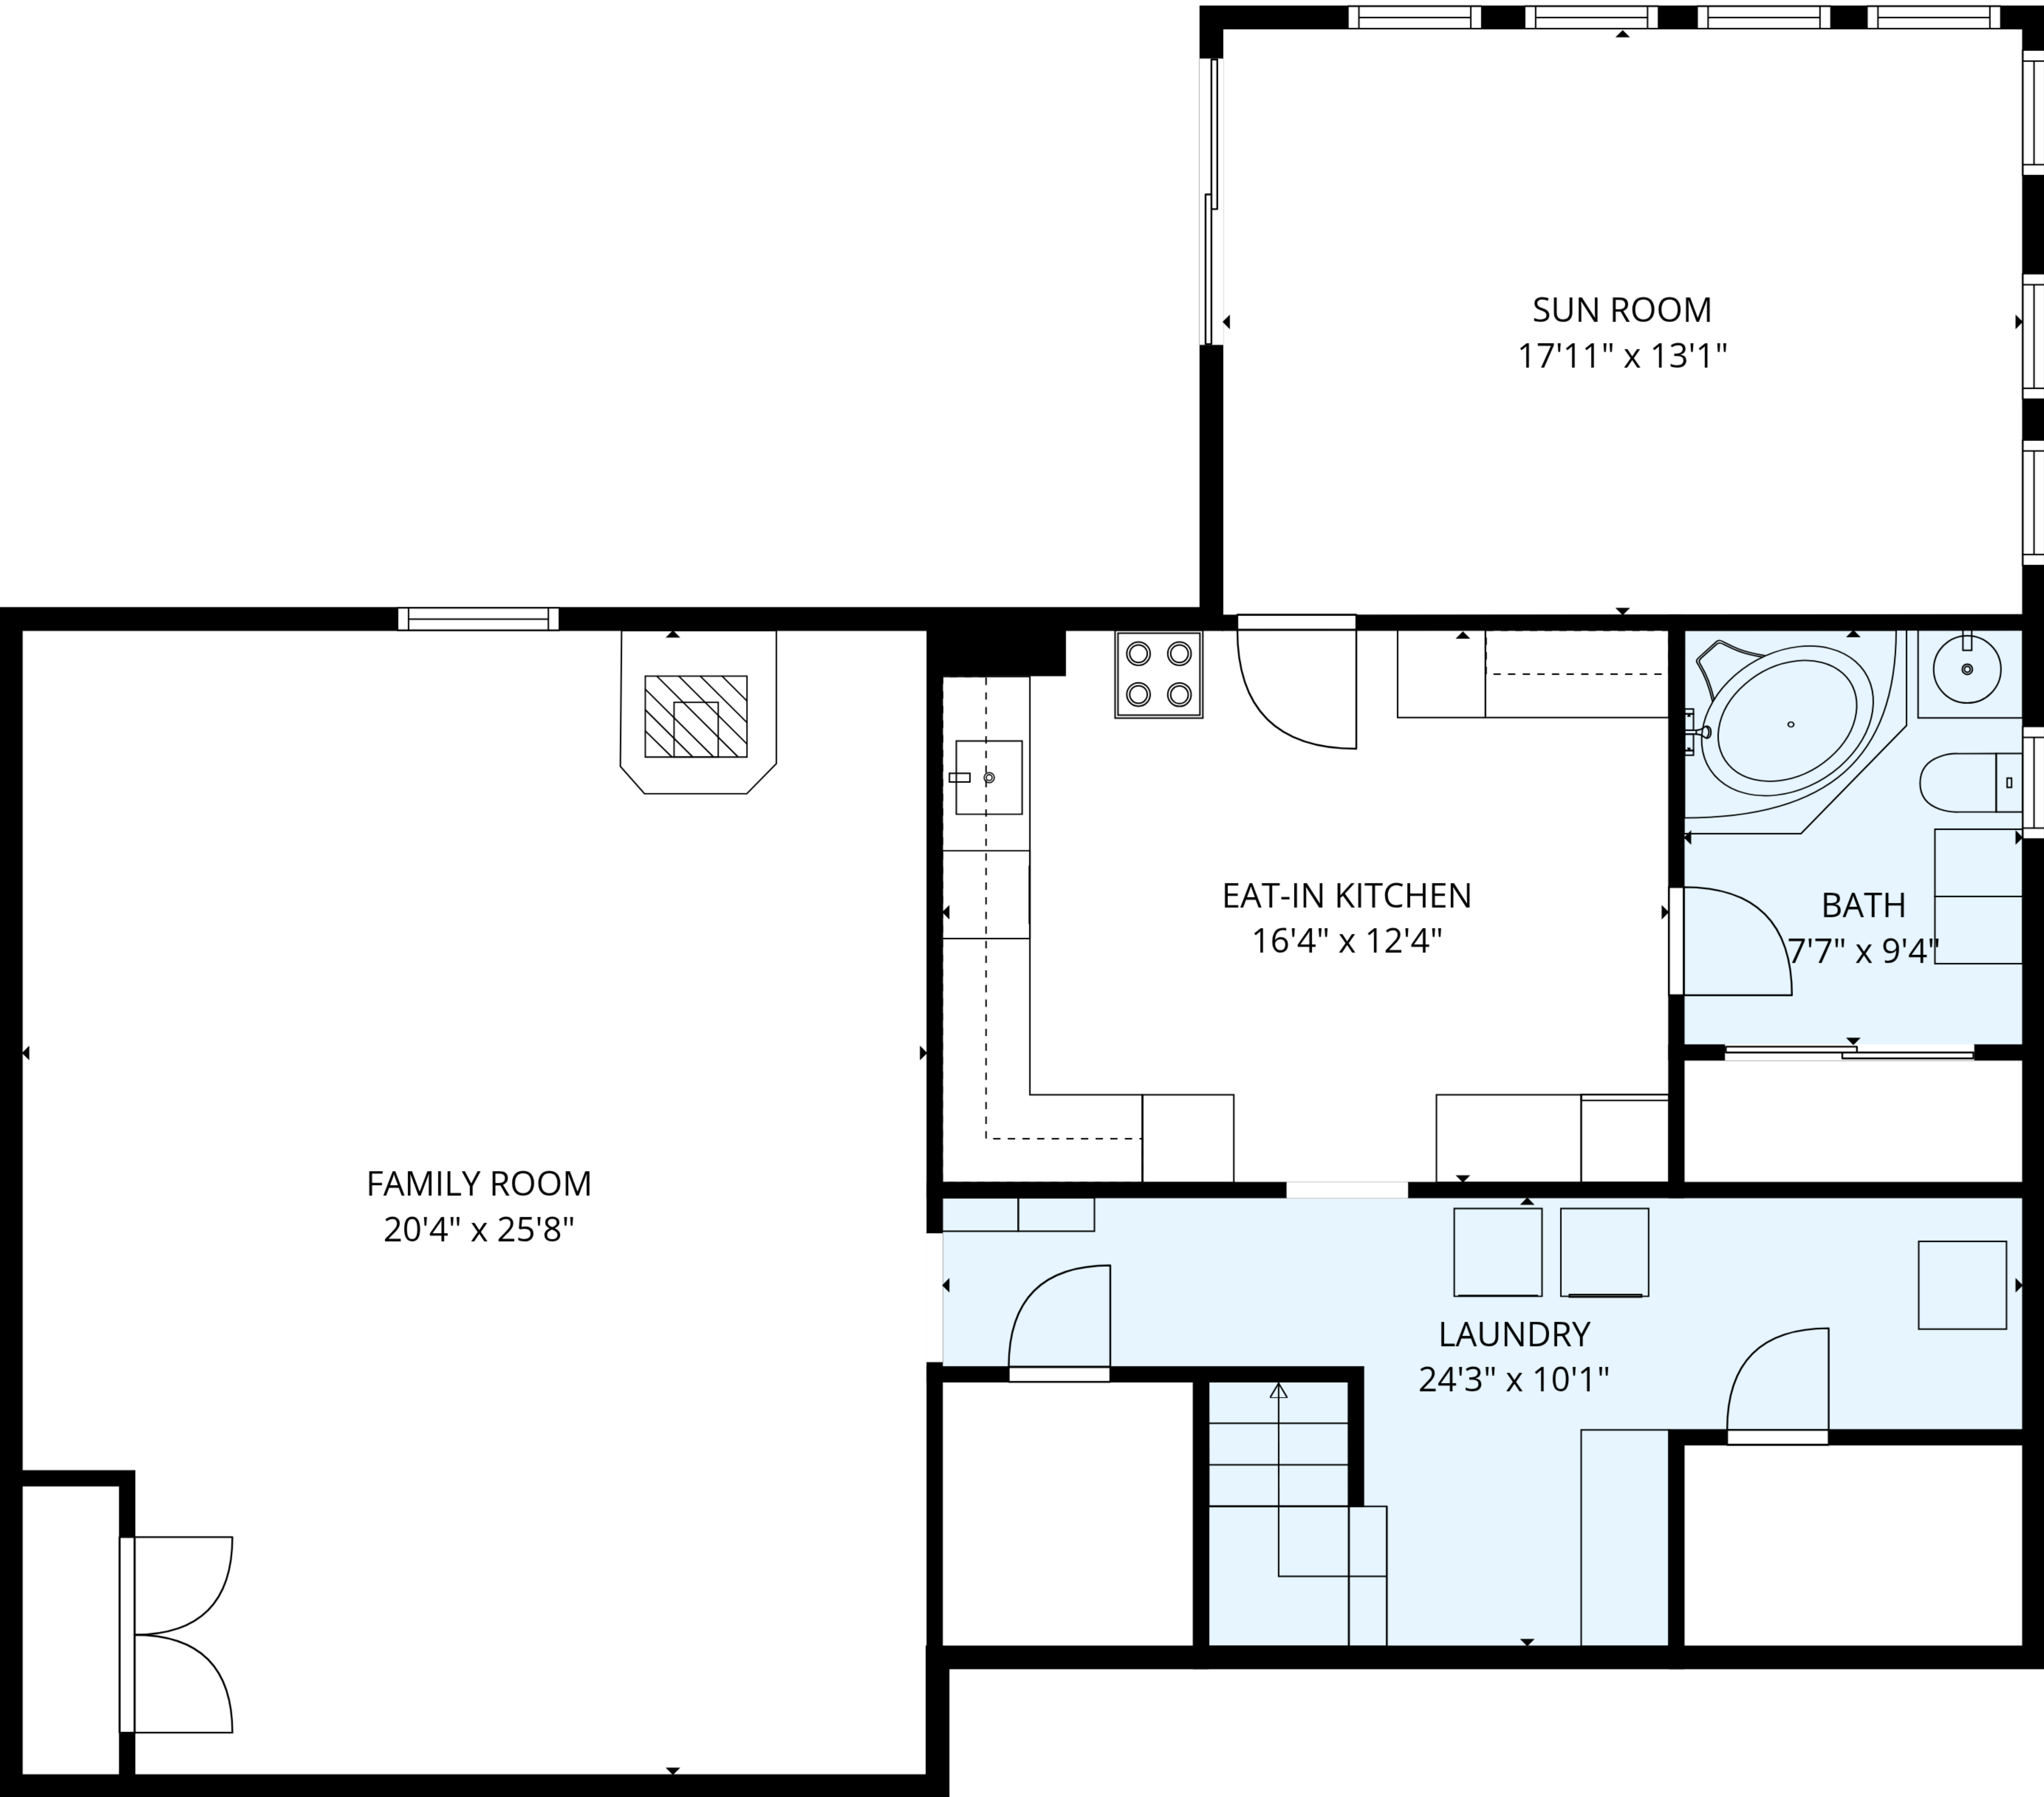 SUN ROOM
17'11" x 13'1"
EAT-IN KITCHEN
16'4" x 12'4"
BATH
7'7" x 9'4"
FAMILY ROOM
20'4" x 25'8"
LAUNDRY
24'3" x 10'1"